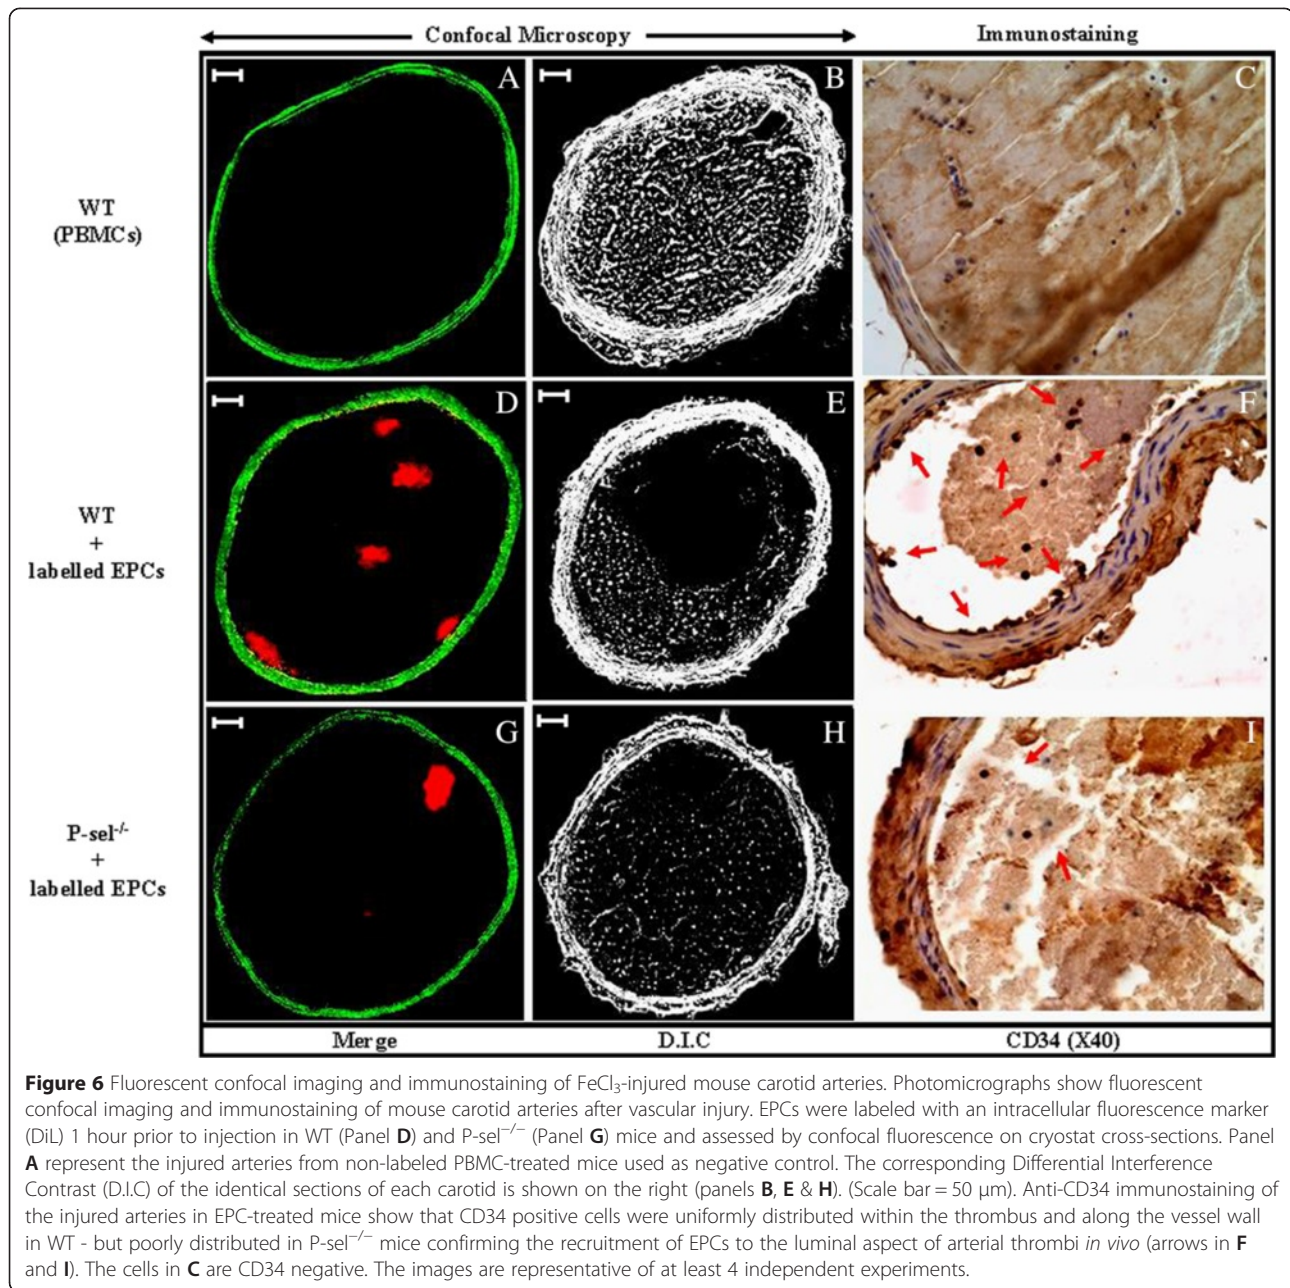 Confocal Microscopy Immunostaining
A B C
WT
(PBMCs)
D E F
WT
+
labelled EPCs
G H I
P-sel⁻/⁻
+
labelled EPCs
Merge D.I.C CD34 (X40)
Figure 6 Fluorescent confocal imaging and immunostaining of FeCl₃-injured mouse carotid arteries. Photomicrographs show fluorescent
confocal imaging and immunostaining of mouse carotid arteries after vascular injury. EPCs were labeled with an intracellular fluorescence marker
(DiL) 1 hour prior to injection in WT (Panel D) and P-sel⁻/⁻ (Panel G) mice and assessed by confocal fluorescence on cryostat cross-sections. Panel
A represent the injured arteries from non-labeled PBMC-treated mice used as negative control. The corresponding Differential Interference
Contrast (D.I.C) of the identical sections of each carotid is shown on the right (panels B, E & H). (Scale bar = 50 μm). Anti-CD34 immunostaining of
the injured arteries in EPC-treated mice show that CD34 positive cells were uniformly distributed within the thrombus and along the vessel wall
in WT - but poorly distributed in P-sel⁻/⁻ mice confirming the recruitment of EPCs to the luminal aspect of arterial thrombi in vivo (arrows in F
and I). The cells in C are CD34 negative. The images are representative of at least 4 independent experiments.